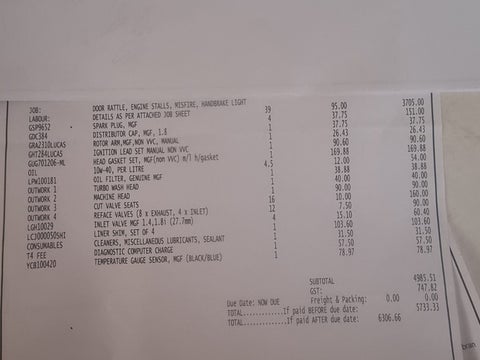 JOB: DOOR RATTLE, ENGINE STALLS, MISFIRE, HANDBRAKE LIGHT
LABOUR: DETAILS AS PER ATTACHED JOB SHEET 39 95.00 3705.00
GSP9652 SPARK PLUG, MGF 4 37.75 151.00
GDC384 DISTRIBUTOR CAP, MGF, 1.8 1 37.75 37.75
GRA2310LUCAS ROTOR ARM,MGF,NON VVC, MANUAL 1 26.43 26.43
GHT284LUCAS IGNITION LEAD SET MANUAL NON VVC 1 90.60 90.60
GUG701206-ML HEAD GASKET SET, MGF(non VVC) m/l h/gasket 1 169.88 169.88
OIL 10W-40, PER LITRE 4.5 12.00 54.00
LPW100181 OIL FILTER, GENUINE MGF 1 38.88 38.88
OUTWORK 1 TURBO WASH HEAD 1 40.00 40.00
OUTWORK 2 MACHINE HEAD 1 90.00 90.00
OUTWORK 3 CUT VALVE SEATS 16 10.00 160.00
OUTWORK 4 REFACE VALVES (8 x EXHAUST, 4 x INLET) 12 7.50 90.00
LGH10029 INLET VALVE MGF 1.4,1.8i (27.7mm) 4 15.10 60.40
LCJ000050SHI LINER SHIM, SET OF 4 1 103.60 103.60
CONSUMABLES CLEANERS, MISCELLANEOUS LUBRICANTS, SEALANT 1 31.50 31.50
T4 FEE DIAGNOSTIC COMPUTER CHARGE 1 57.50 57.50
YCB100420 TEMPERATURE GAUGE SENSOR, MGF (BLACK/BLUE) 1 78.97 78.97
SUBTOTAL 4985.51
GST: 747.82
Due Date: NOW DUE Freight & Packing: 0.00 0.00
TOTAL.............If paid BEFORE due date: 5733.33
TOTAL.............If paid AFTER due date: 6306.66